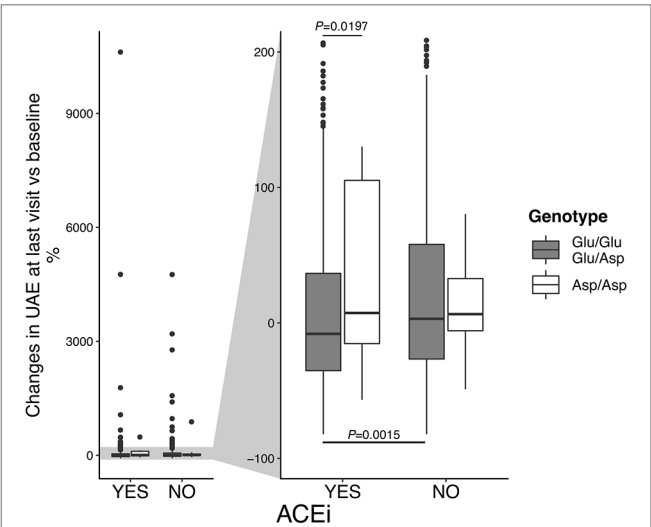 Changes in UAE at last visit vs baseline
%
9000
6000
3000
0
YES NO
P=0.0197
200
100
0
−100
P=0.0015
YES NO
ACEi
Genotype
Glu/Glu
Glu/Asp
Asp/Asp